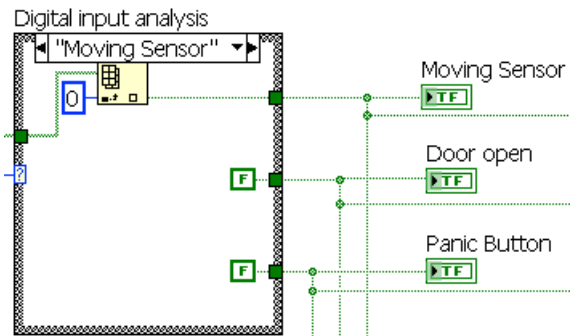 Digital input analysis
"Moving Sensor"
Moving Sensor
0
TF
Door open
?
F
TF
Panic Button
F
TF